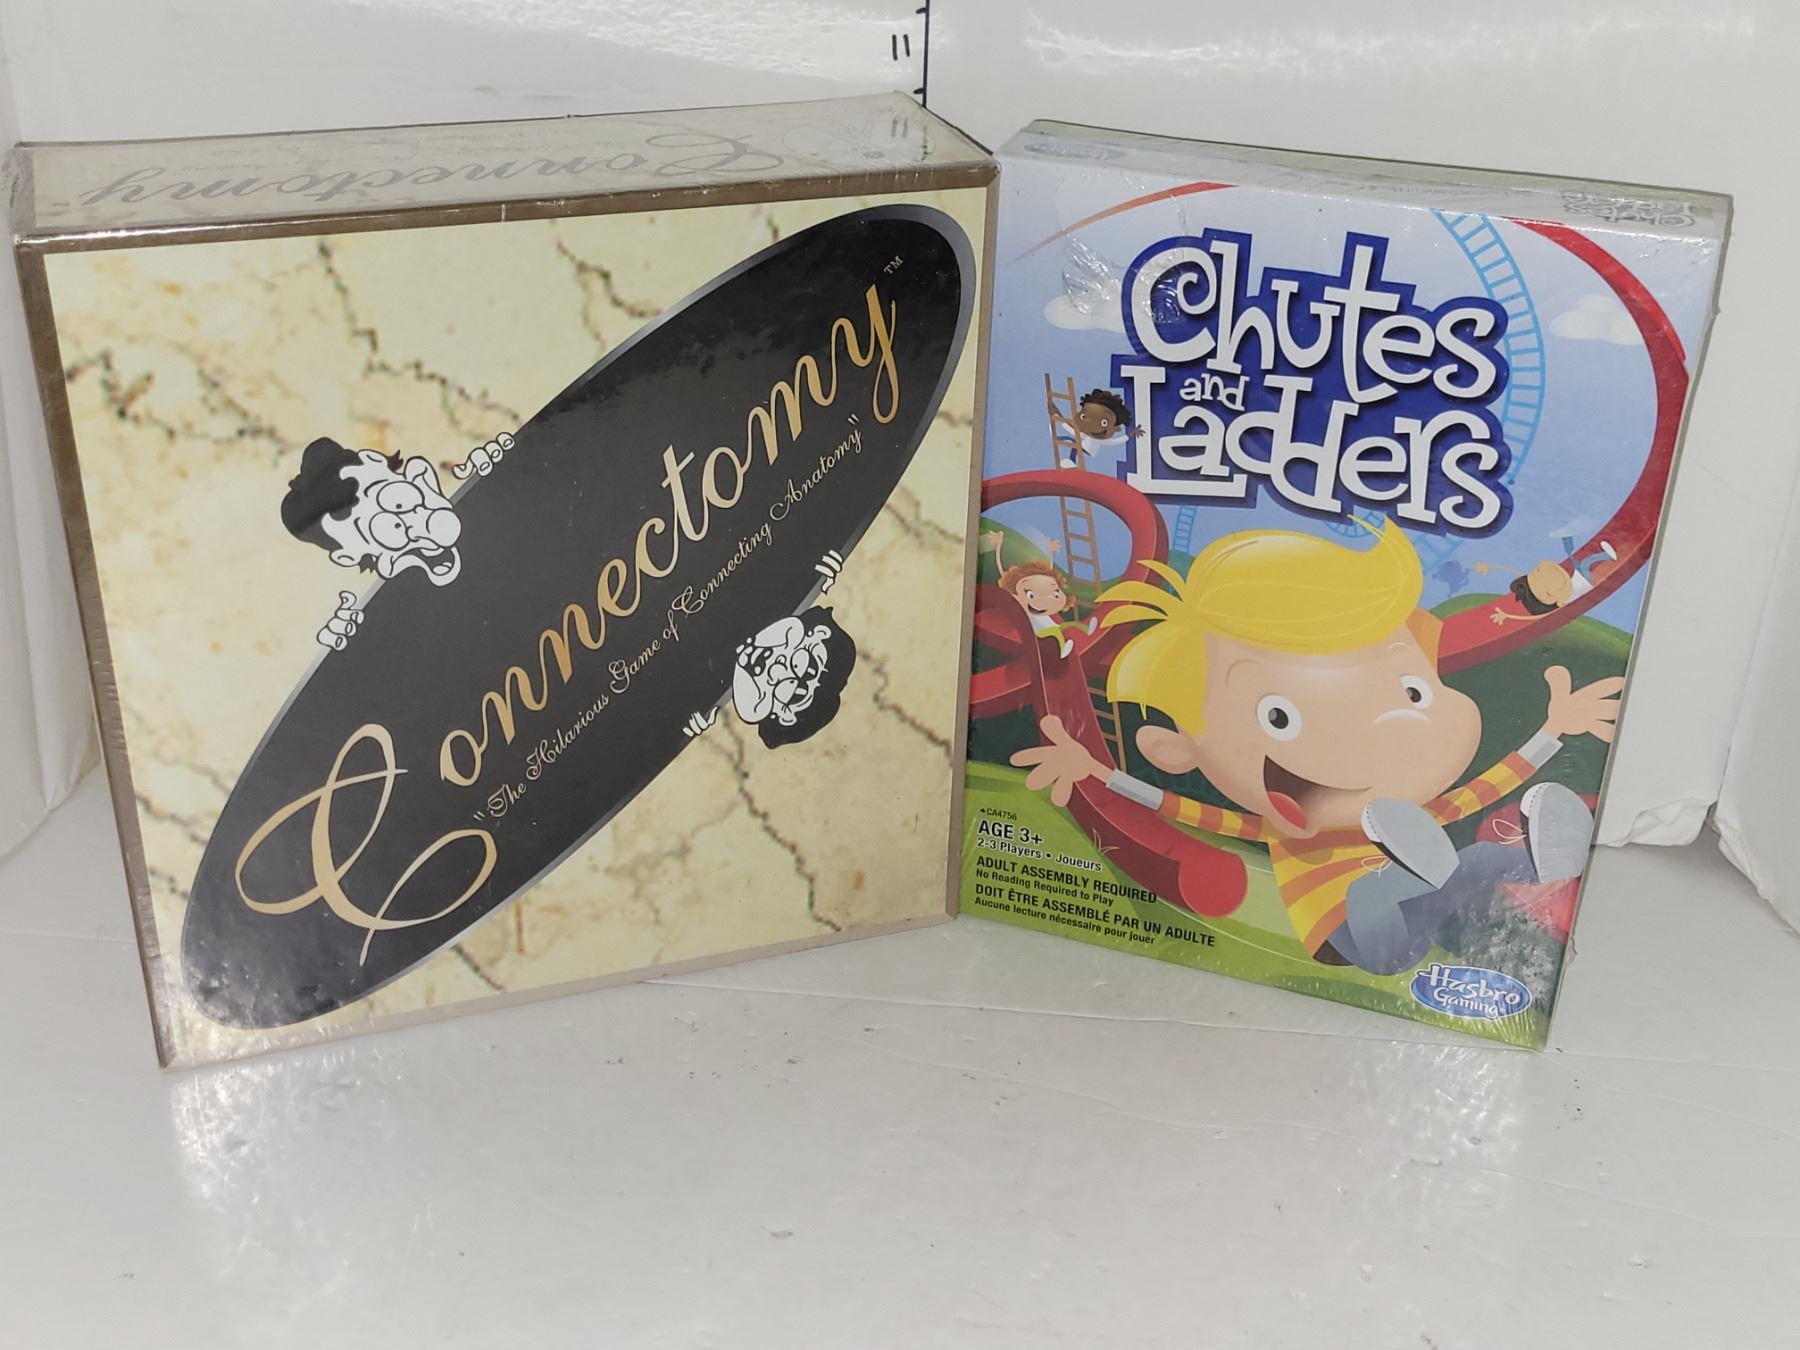 11
Connectomy
Connectomy™
"The Hilarious Game of Connecting Anatomy"
Chutes
and
Ladders
CA4756
AGE 3+
2-3 Players • Joueurs
ADULT ASSEMBLY REQUIRED
No Reading Required to Play
DOIT ÊTRE ASSEMBLÉ PAR UN ADULTE
Aucune lecture nécessaire pour jouer
Hasbro
Gaming